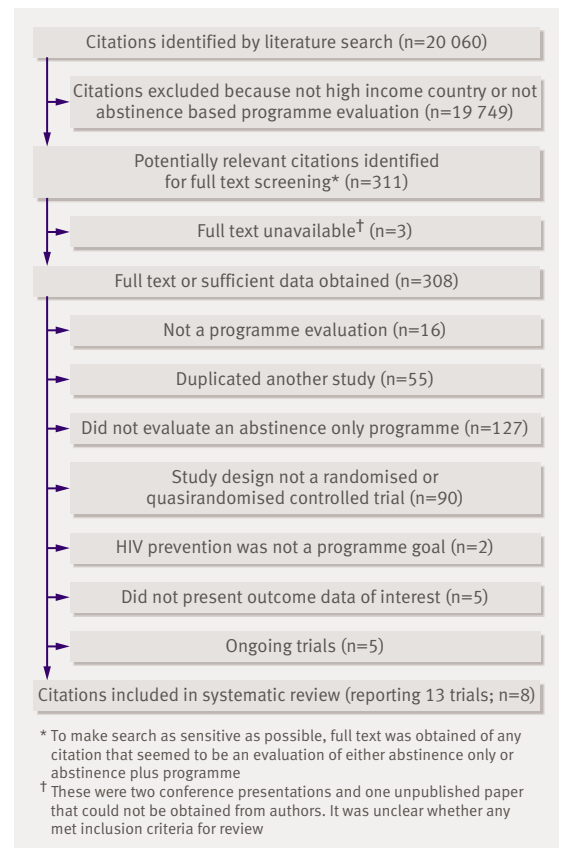 Citations identified by literature search (n=20 060)
Citations excluded because not high income country or not
abstinence based programme evaluation (n=19 749)
Potentially relevant citations identified
for full text screening* (n=311)
Full text unavailable† (n=3)
Full text or sufficient data obtained (n=308)
Not a programme evaluation (n=16)
Duplicated another study (n=55)
Did not evaluate an abstinence only programme (n=127)
Study design not a randomised or
quasirandomised controlled trial (n=90)
HIV prevention was not a programme goal (n=2)
Did not present outcome data of interest (n=5)
Ongoing trials (n=5)
Citations included in systematic review (reporting 13 trials; n=8)
* To make search as sensitive as possible, full text was obtained of any
citation that seemed to be an evaluation of either abstinence only or
abstinence plus programme
† These were two conference presentations and one unpublished paper
that could not be obtained from authors. It was unclear whether any
met inclusion criteria for review